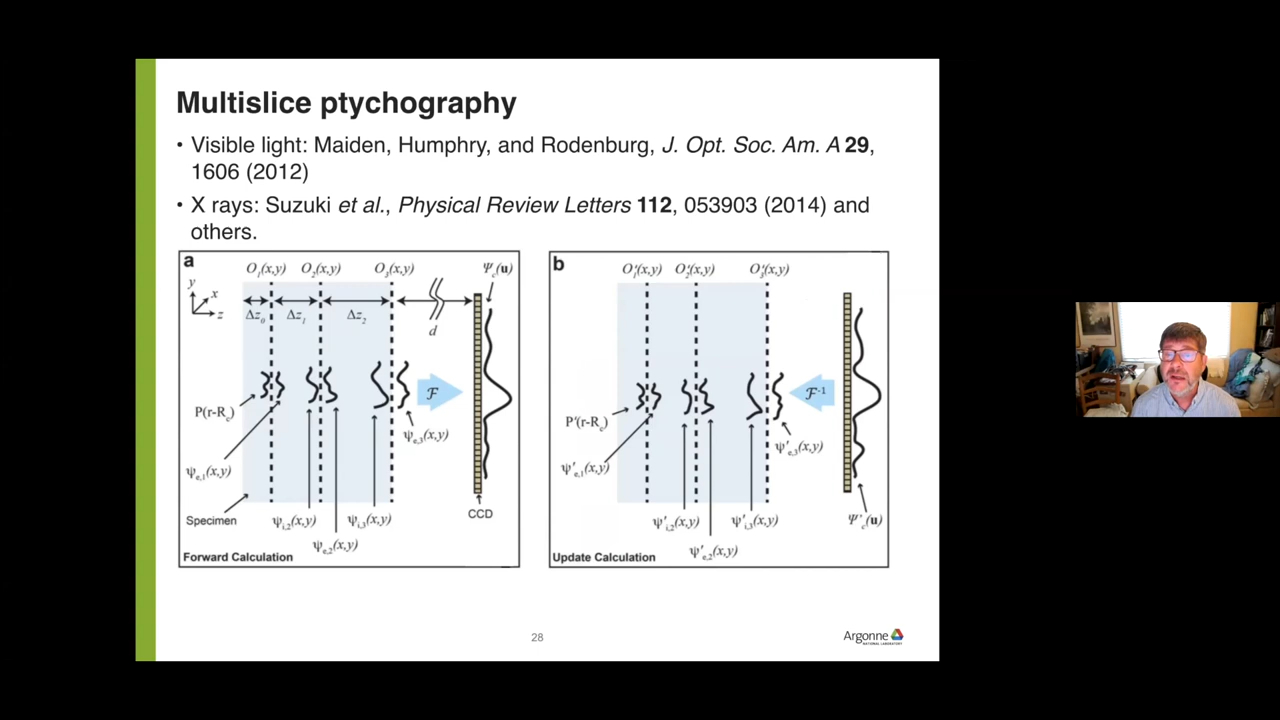 Multislice ptychography
• Visible light: Maiden, Humphry, and Rodenburg, J. Opt. Soc. Am. A 29,
1606 (2012)
• X rays: Suzuki et al., Physical Review Letters 112, 053903 (2014) and
others.
a
O₁(x,y) O₂(x,y) O₃(x,y) Ψc(u)
y
x
z
Δz₀ Δz₁ Δz₂
d
P(r-Rc)
ℱ
ψe,3(x,y)
ψe,1(x,y)
Specimen
ψi,2(x,y) ψi,3(x,y)
CCD
ψe,2(x,y)
Forward Calculation
b
O'₁(x,y) O'₂(x,y) O'₃(x,y)
ℱ-1
P'(r-Rc)
ψ'e,3(x,y)
ψ'e,1(x,y)
ψ'i,2(x,y) ψ'i,3(x,y) Ψ'c(u)
ψ'e,2(x,y)
Update Calculation
28
Argonne
NATIONAL LABORATORY